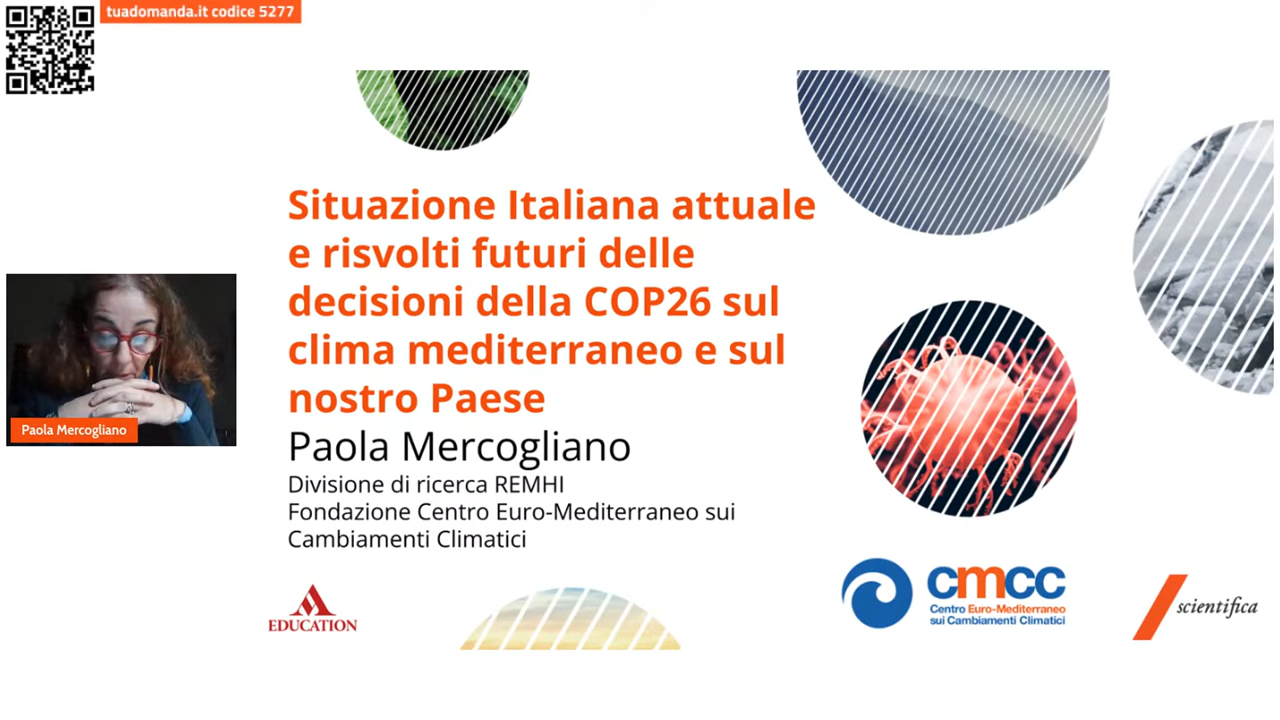 tuadomanda.it codice 5277
Situazione Italiana attuale
e risvolti futuri delle
decisioni della COP26 sul
clima mediterraneo e sul
nostro Paese
Paola Mercogliano
Divisione di ricerca REMHI
Fondazione Centro Euro-Mediterraneo sui
Cambiamenti Climatici
Paola Mercogliano
EDUCATION
cmcc
Centro Euro-Mediterraneo
sui Cambiamenti Climatici
scientifica